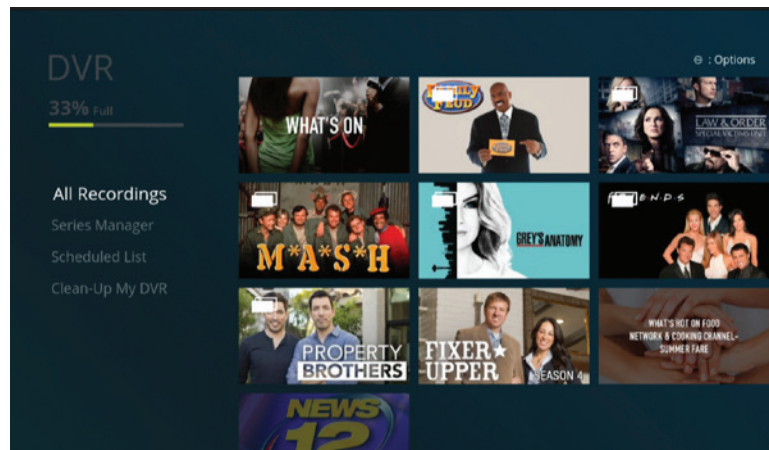 DVR
⊖ : Options
33% Full
All Recordings
Series Manager
Scheduled List
Clean-Up My DVR
WHAT'S ON
FAMILY
FEUD
LAW & ORDER
SPECIAL VICTIMS UNIT
M*A*S*H
GREY'S ANATOMY
F•R•I•E•N•D•S
PROPERTY
BROTHERS
FIXER★
UPPER
SEASON 4
WHAT'S HOT ON FOOD
NETWORK & COOKING CHANNEL-
SUMMER FARE
NEWS
12